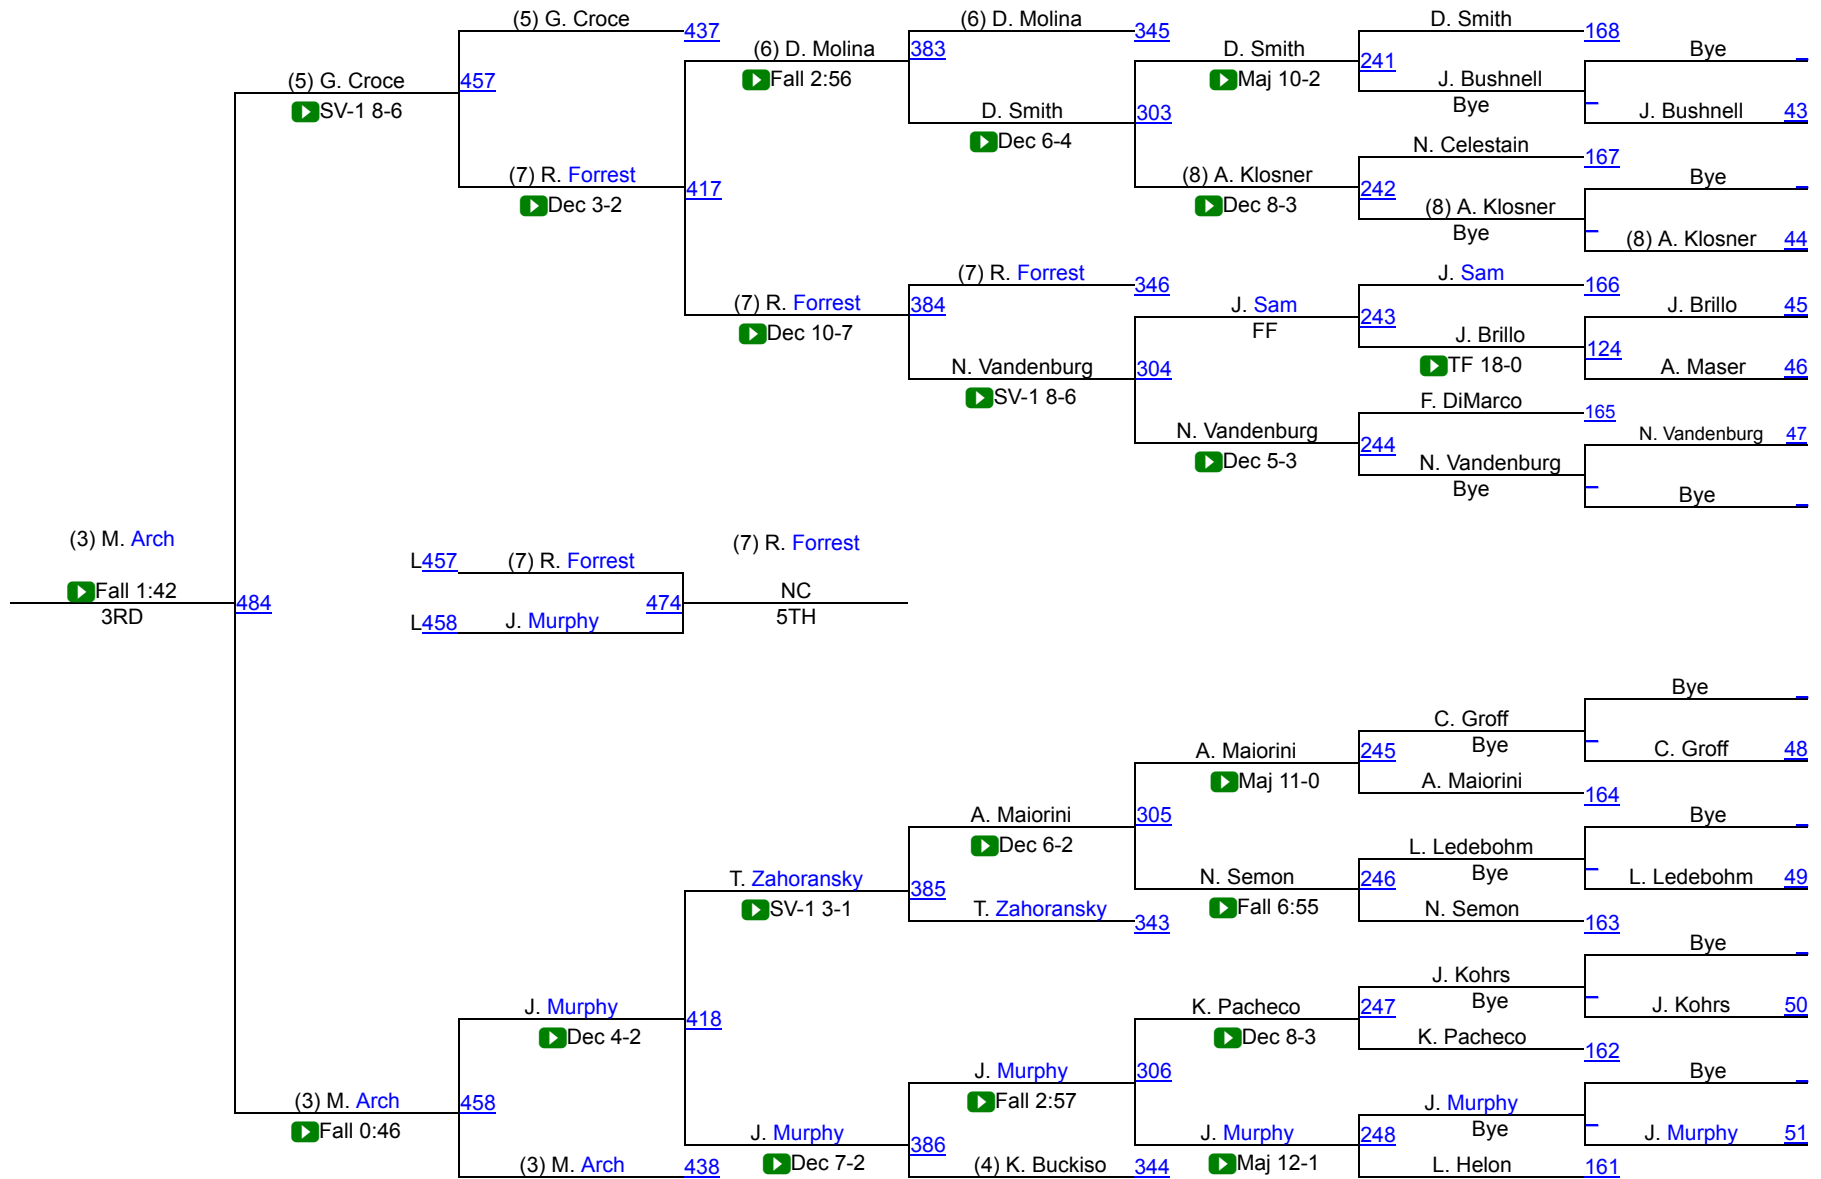 (5) G. Croce
437
(6) D. Molina
345
D. Smith
168
(6) D. Molina
383
D. Smith
241
Bye
(5) G. Croce
457
Fall 2:56
Maj 10-2
J. Bushnell
SV-1 8-6
D. Smith
303
Bye
J. Bushnell
43
Dec 6-4
N. Celestain
167
(7) R. Forrest
417
(8) A. Klosner
242
Bye
Dec 3-2
Dec 8-3
(8) A. Klosner
Bye
(8) A. Klosner
44
(7) R. Forrest
346
J. Sam
166
(7) R. Forrest
384
J. Sam
243
J. Brillo
45
Dec 10-7
FF
J. Brillo
124
N. Vandenburg
304
TF 18-0
A. Maser
46
SV-1 8-6
F. DiMarco
165
N. Vandenburg
244
N. Vandenburg
47
Dec 5-3
N. Vandenburg
Bye
Bye
(3) M. Arch
(7) R. Forrest
L457
(7) R. Forrest
Fall 1:42
484
474
NC
3RD
L458
J. Murphy
5TH
Bye
C. Groff
A. Maiorini
245
Bye
C. Groff
48
Maj 11-0
A. Maiorini
164
A. Maiorini
305
Bye
Dec 6-2
L. Ledebohm
T. Zahoransky
385
N. Semon
246
Bye
L. Ledebohm
49
SV-1 3-1
T. Zahoransky
343
Fall 6:55
N. Semon
163
Bye
J. Kohrs
J. Murphy
418
K. Pacheco
247
Bye
J. Kohrs
50
Dec 4-2
Dec 8-3
K. Pacheco
162
J. Murphy
306
Bye
(3) M. Arch
458
Fall 2:57
J. Murphy
Fall 0:46
J. Murphy
386
J. Murphy
248
Bye
J. Murphy
51
(3) M. Arch
438
Dec 7-2
(4) K. Buckiso
344
Maj 12-1
L. Helon
161